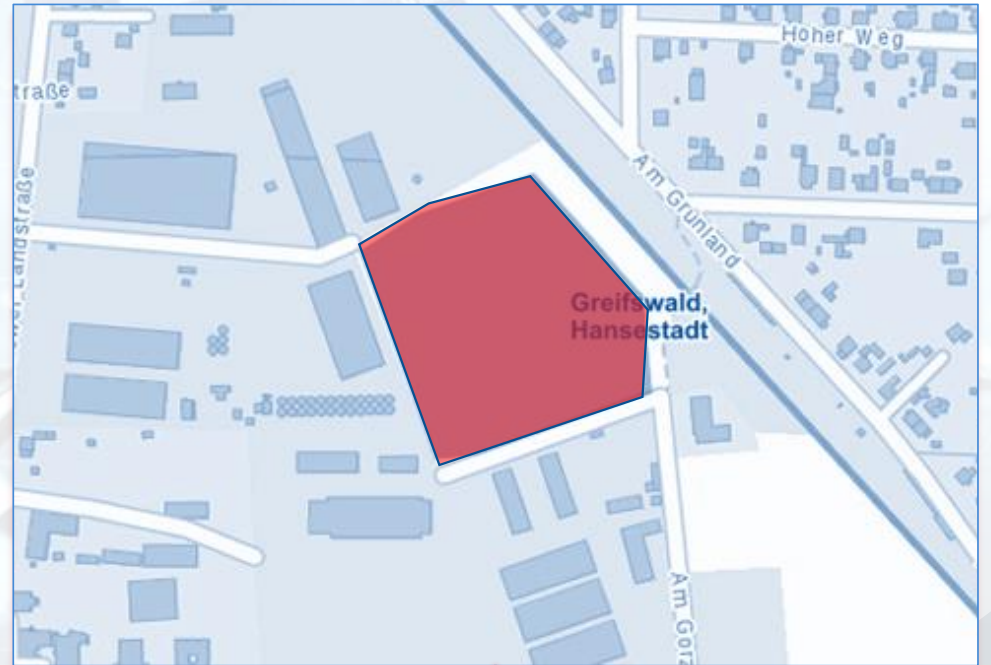 Hoher Weg
traße
Am Grünland
Landstraße
Greifswald,
Hansestadt
Am Gorz